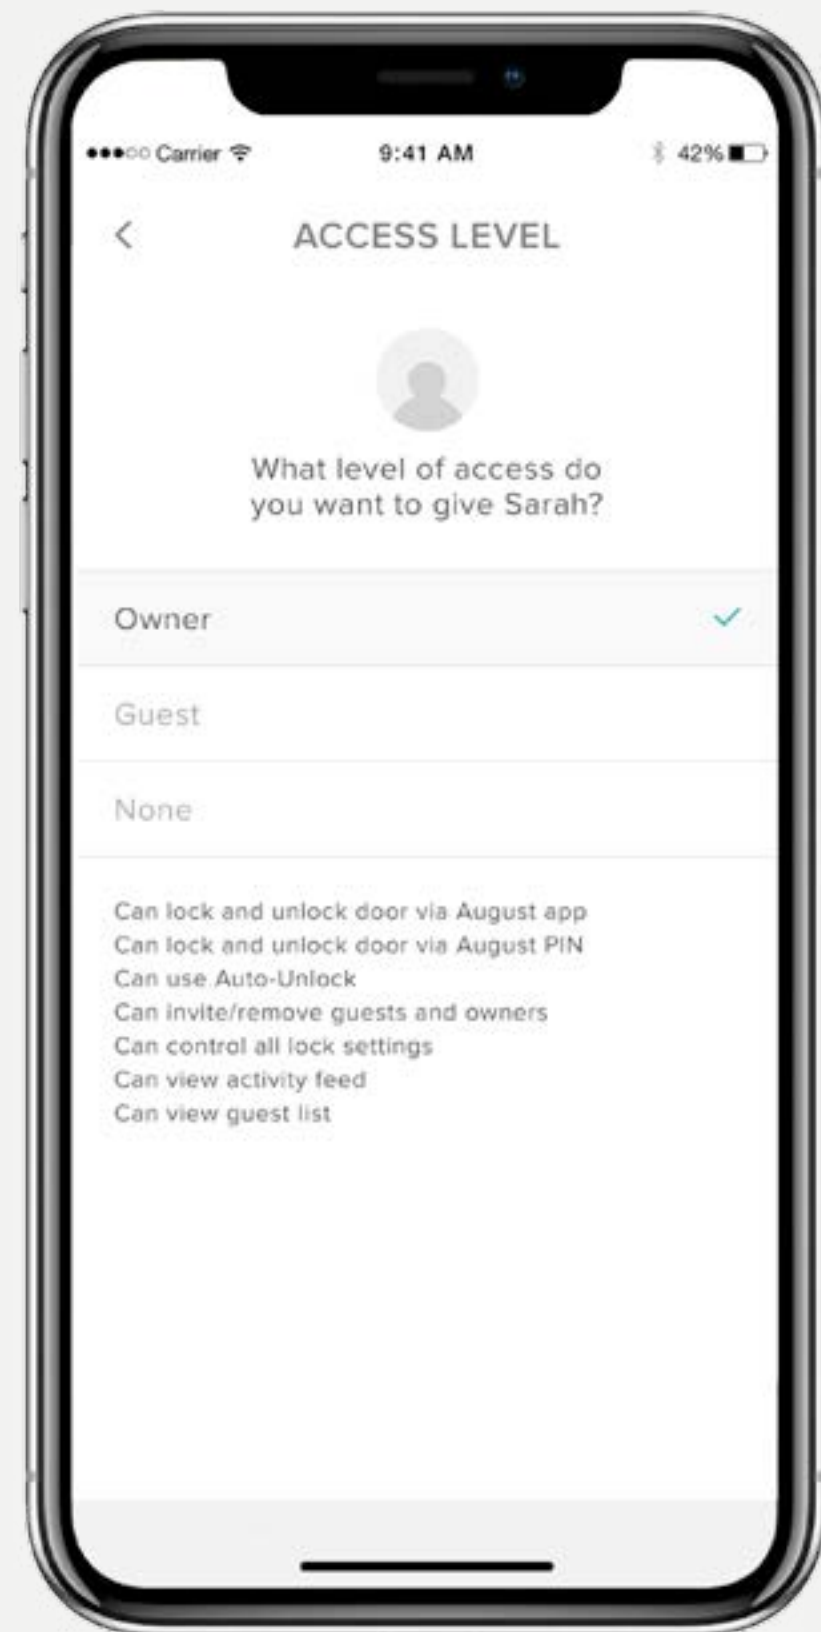 Carrier 9:41 AM 42%
ACCESS LEVEL
What level of access do
you want to give Sarah?
Owner
Guest
None
Can lock and unlock door via August app
Can lock and unlock door via August PIN
Can use Auto-Unlock
Can invite/remove guests and owners
Can control all lock settings
Can view activity feed
Can view guest list